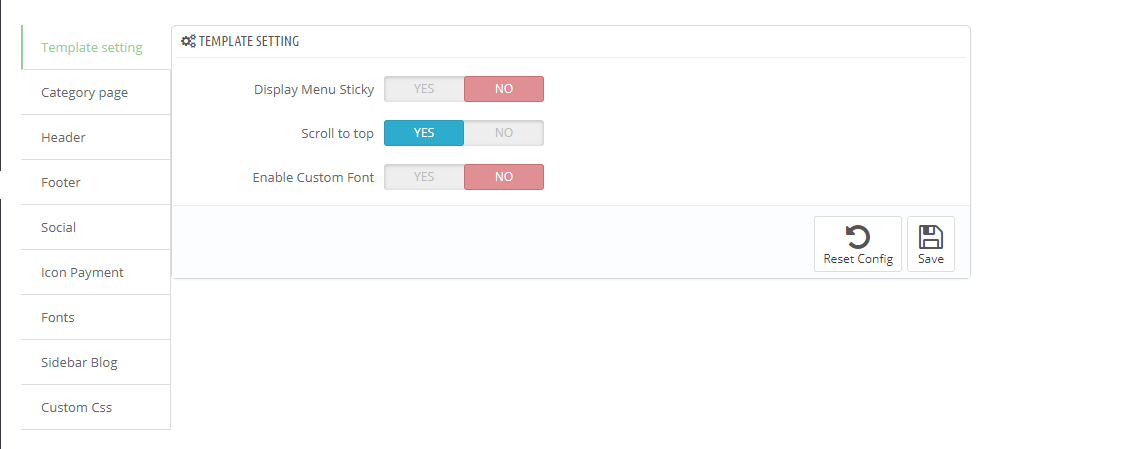 Template setting
Category page
Header
Footer
Social
Icon Payment
Fonts
Sidebar Blog
Custom Css
TEMPLATE SETTING
Display Menu Sticky YES NO
Scroll to top YES NO
Enable Custom Font YES NO
Reset Config Save